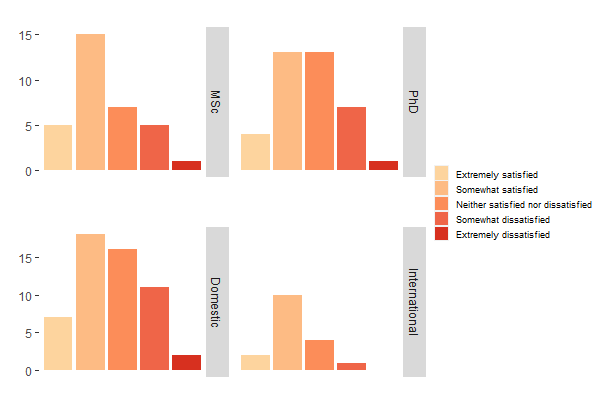 15
10
5
0
MSc
PhD
Extremely satisfied
Somewhat satisfied
Neither satisfied nor dissatisfied
Somewhat dissatisfied
Extremely dissatisfied
15
10
5
0
Domestic
International